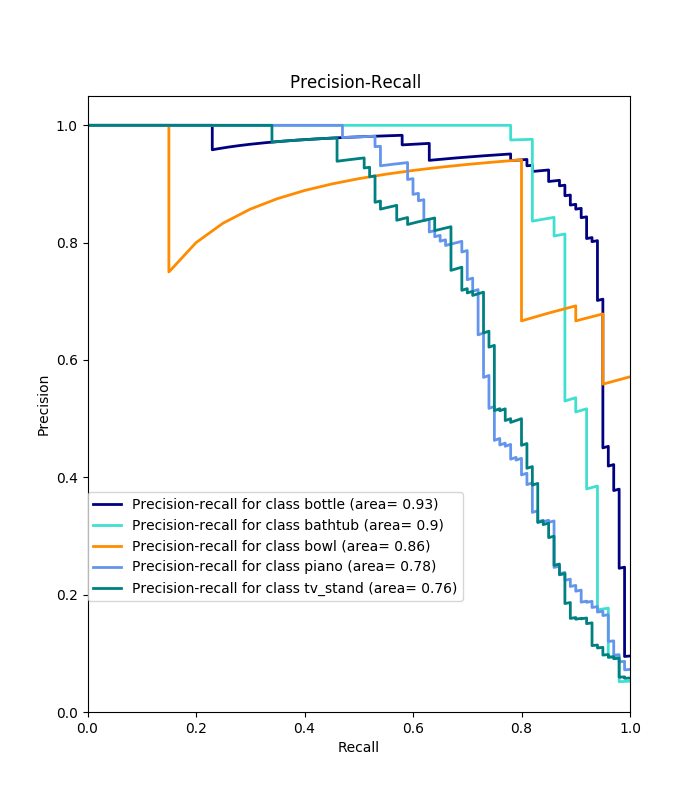 Precision-Recall
1.0
0.8
0.6
0.4
0.2
0.0
Precision
Precision-recall for class bottle (area= 0.93)
Precision-recall for class bathtub (area= 0.9)
Precision-recall for class bowl (area= 0.86)
Precision-recall for class piano (area= 0.78)
Precision-recall for class tv_stand (area= 0.76)
0.0 0.2 0.4 0.6 0.8 1.0
Recall